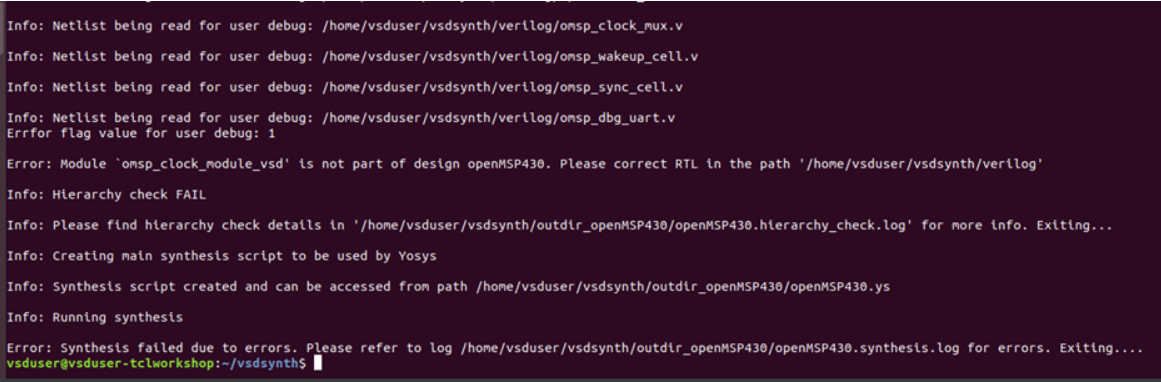 Info: Netlist being read for user debug: /home/vsduser/vsdsynth/verilog/omsp_clock_mux.v
Info: Netlist being read for user debug: /home/vsduser/vsdsynth/verilog/omsp_wakeup_cell.v
Info: Netlist being read for user debug: /home/vsduser/vsdsynth/verilog/omsp_sync_cell.v
Info: Netlist being read for user debug: /home/vsduser/vsdsynth/verilog/omsp_dbg_uart.v
Errfor flag value for user debug: 1
Error: Module `omsp_clock_module_vsd' is not part of design openMSP430. Please correct RTL in the path '/home/vsduser/vsdsynth/verilog'
Info: Hierarchy check FAIL
Info: Please find hierarchy check details in '/home/vsduser/vsdsynth/outdir_openMSP430/openMSP430.hierarchy_check.log' for more info. Exiting...
Info: Creating main synthesis script to be used by Yosys
Info: Synthesis script created and can be accessed from path /home/vsduser/vsdsynth/outdir_openMSP430/openMSP430.ys
Info: Running synthesis
Error: Synthesis failed due to errors. Please refer to log /home/vsduser/vsdsynth/outdir_openMSP430/openMSP430.synthesis.log for errors. Exiting....
vsduser@vsduser-tclworkshop:~/vsdsynth$